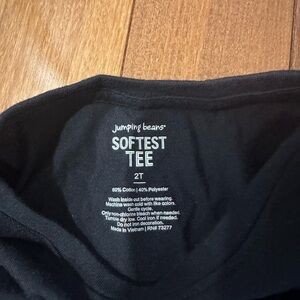 jumping beans®
SOFTEST
TEE
2T
60% Cotton | 40% Polyester
Wash inside out before wearing.
Machine wash cold with like colors.
Gentle cycle.
Only non-chlorine bleach when needed.
Tumble dry low. Cool iron if needed.
Do not iron decoration.
Made in Vietnam | RN# 73277